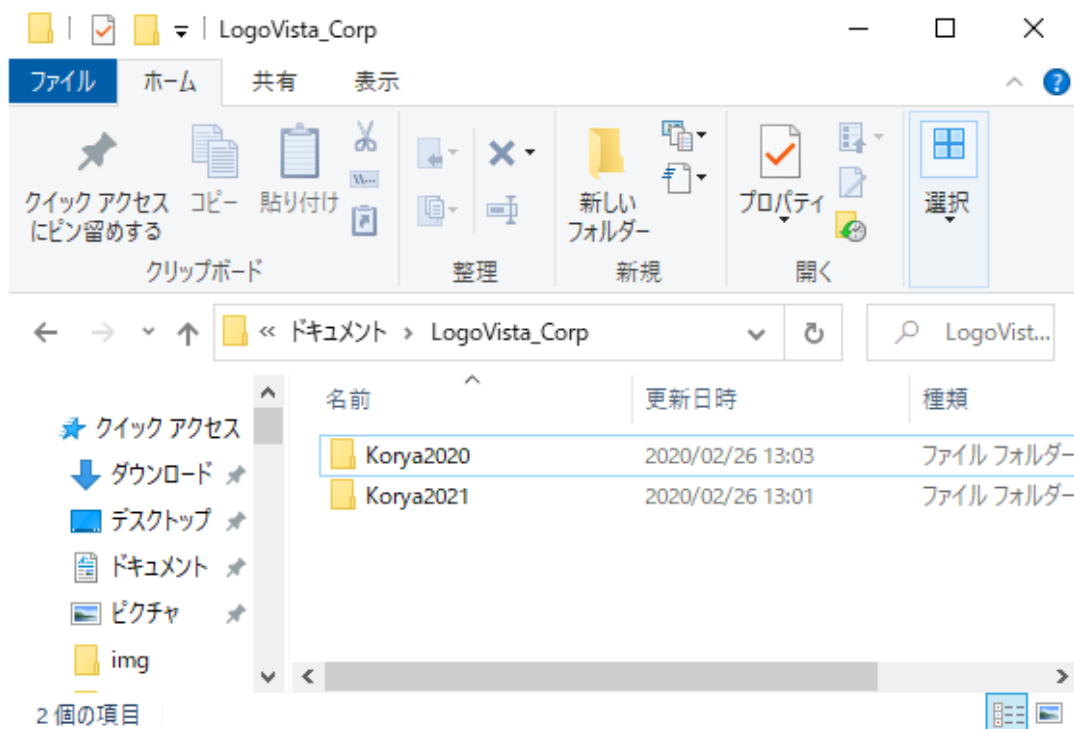 LogoVista_Corp
ファイル ホーム 共有 表示
クイック アクセス
にピン留めする
コピー
貼り付け
新しい
フォルダー
プロパティ
選択
クリップボード 整理 新規 開く
« ドキュメント › LogoVista_Corp
LogoVist...
名前 更新日時 種類
クイック アクセス
ダウンロード
デスクトップ
ドキュメント
ピクチャ
img
Korya2020 2020/02/26 13:03 ファイル フォルダー
Korya2021 2020/02/26 13:01 ファイル フォルダー
2 個の項目